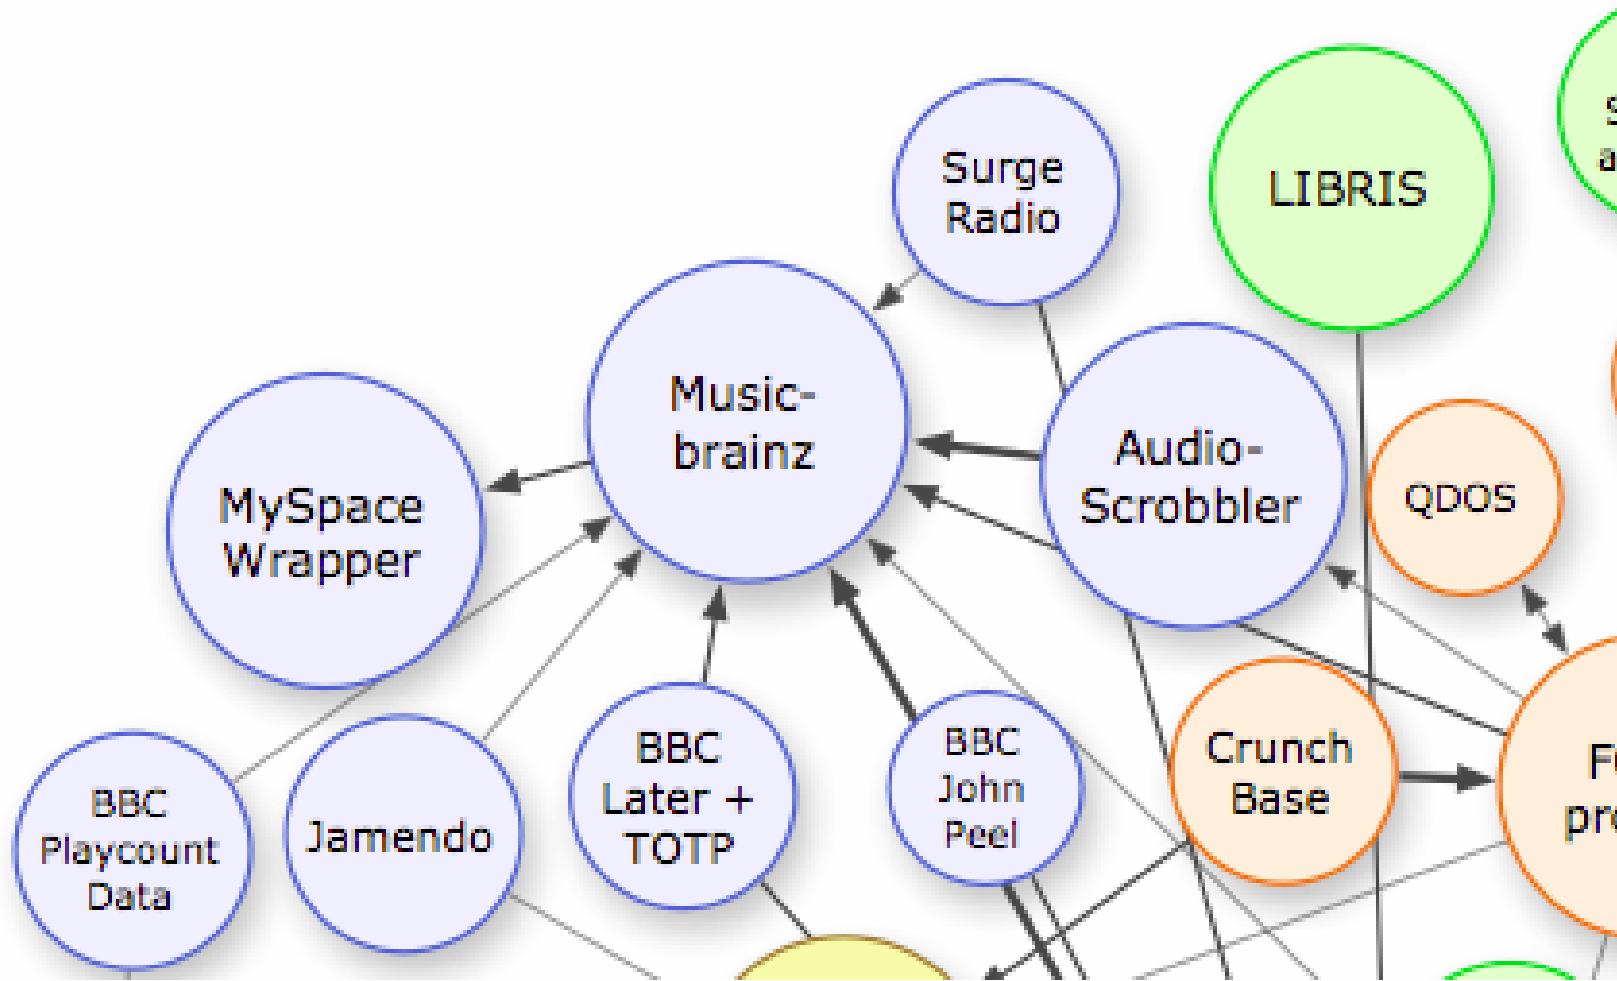 Surge
Radio
LIBRIS
Music-
brainz
Audio-
Scrobbler
QDOS
MySpace
Wrapper
BBC
Later +
TOTP
BBC
John
Peel
Crunch
Base
BBC
Playcount
Data
Jamendo